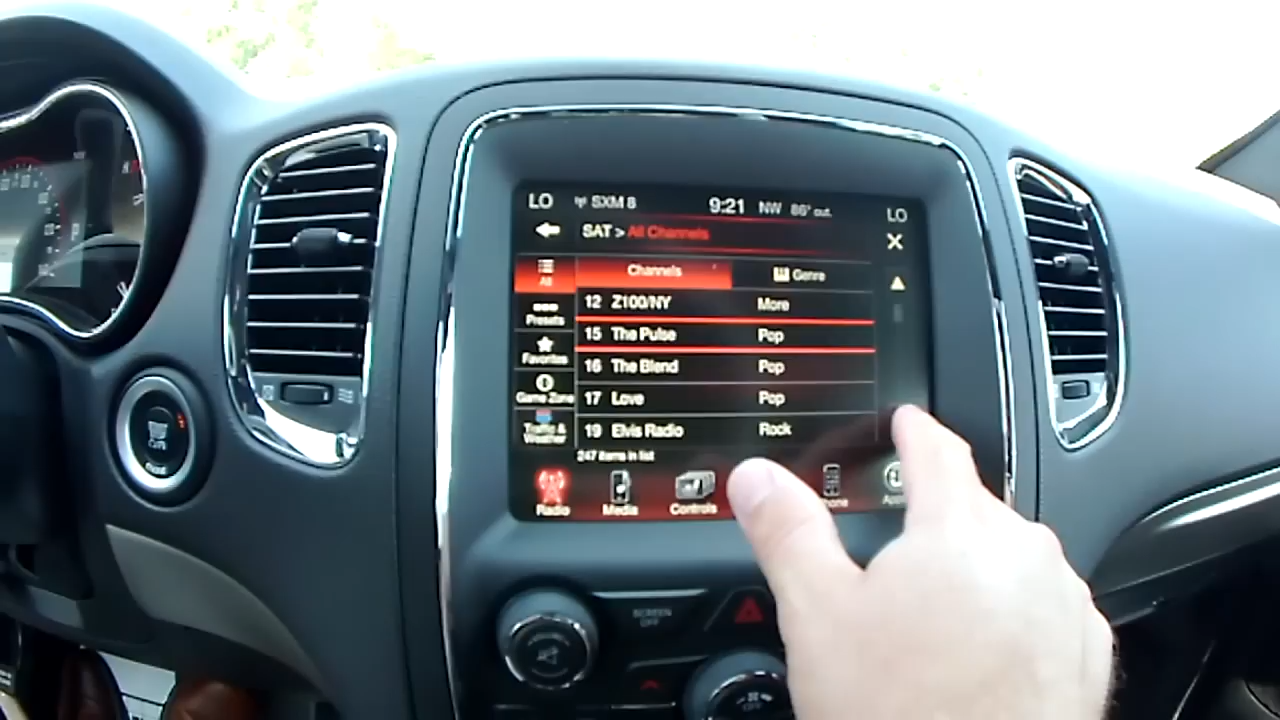 LO SXM 8 9:21 NW 86° out. LO
SAT > All Channels X
All Channels Genre
12 Z100/NY More
Presets
15 The Pulse Pop
Favorites
16 The Blend Pop
Game Zone
17 Love Pop
Traffic &
Weather
19 Elvis Radio Rock
247 items in list
Radio Media Controls
SCREEN
OFF